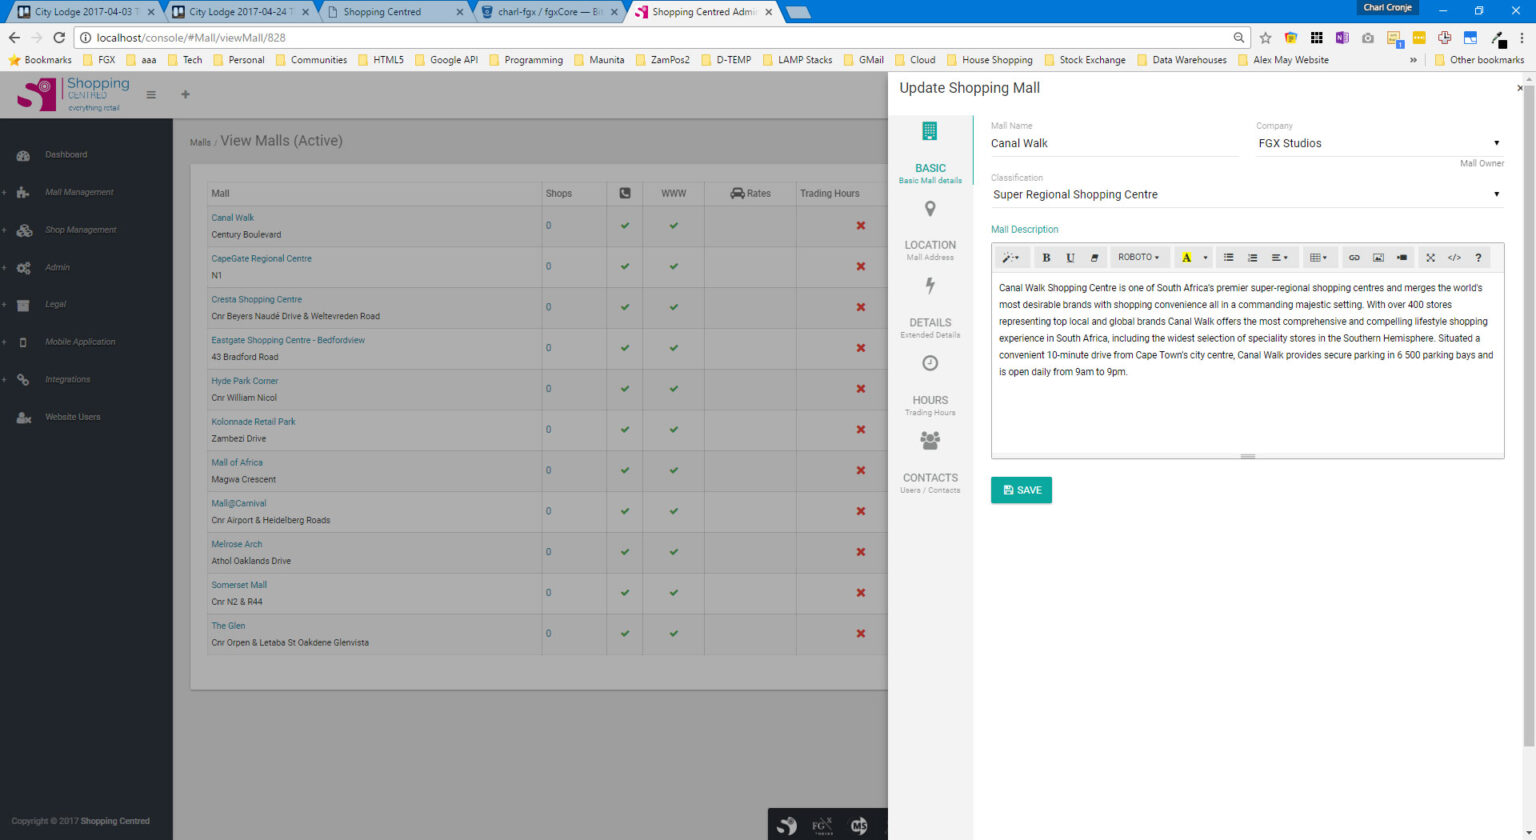 Charl Cronje
City Lodge 2017-04-03
City Lodge 2017-04-24
Shopping Centred
charl-fgx / fgxCore —
Shopping Centred Admi
localhost/console/#Mall/viewMall/828
Bookmarks FGX aaa Tech Personal Communities HTML5 Google API Programming Maunita ZamPos2 D-TEMP LAMP Stacks GMail Cloud House Shopping Stock Exchange Data Warehouses Alex May Website » Other bookmarks
Shopping
CENTRED
everything retail
Dashboard
Mall Management
Shop Management
Admin
Legal
Mobile Application
Integrations
Website Users
Copyright © 2017 Shopping Centred
Malls / View Malls (Active)
Mall Shops WWW Rates Trading Hours
Canal Walk 0
Century Boulevard
CapeGate Regional Centre 0
N1
Cresta Shopping Centre 0
Cnr Beyers Naudé Drive & Weltevreden Road
Eastgate Shopping Centre - Bedfordview 0
43 Bradford Road
Hyde Park Corner 0
Cnr William Nicol
Kolonnade Retail Park 0
Zambezi Drive
Mall of Africa 0
Magwa Crescent
Mall@Carnival 0
Cnr Airport & Heidelberg Roads
Melrose Arch 0
Athol Oaklands Drive
Somerset Mall 0
Cnr N2 & R44
The Glen 0
Cnr Orpen & Letaba St Oakdene Glenvista
FGX
MS
Update Shopping Mall
BASIC
Basic Mall details
LOCATION
Mall Address
DETAILS
Extended Details
HOURS
Trading Hours
CONTACTS
Users / Contacts
Mall Name
Canal Walk
Company
FGX Studios
Mall Owner
Classification
Super Regional Shopping Centre
Mall Description
B U ROBOTO A </> ?
Canal Walk Shopping Centre is one of South Africa's premier super-regional shopping centres and merges the world's
most desirable brands with shopping convenience all in a commanding majestic setting. With over 400 stores
representing top local and global brands Canal Walk offers the most comprehensive and compelling lifestyle shopping
experience in South Africa, including the widest selection of speciality stores in the Southern Hemisphere. Situated a
convenient 10-minute drive from Cape Town's city centre, Canal Walk provides secure parking in 6 500 parking bays and
is open daily from 9am to 9pm.
SAVE